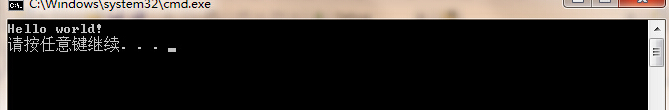 C:\Windows\system32\cmd.exe
Hello world!
请按任意键继续. . .